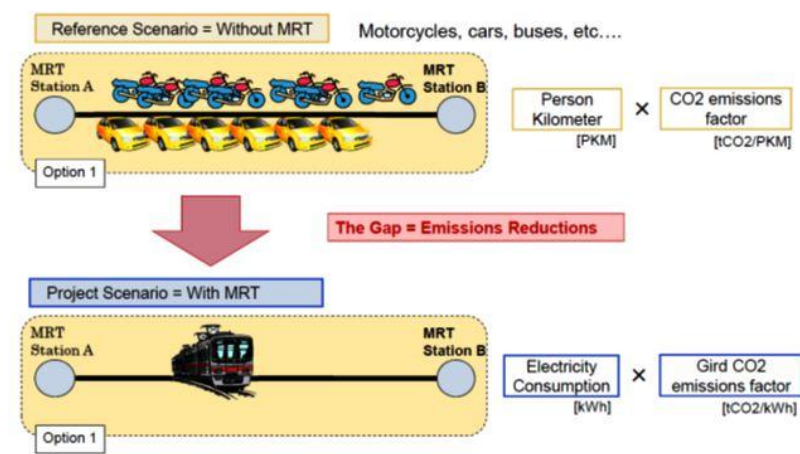 Reference Scenario = Without MRT
Motorcycles, cars, buses, etc....
MRT
Station A
MRT
Station B
Person
Kilometer
[PKM]
×
CO2 emissions
factor
[tCO2/PKM]
Option 1
The Gap = Emissions Reductions
Project Scenario = With MRT
MRT
Station A
MRT
Station B
Electricity
Consumption
[kWh]
×
Gird CO2
emissions factor
[tCO2/kWh]
Option 1